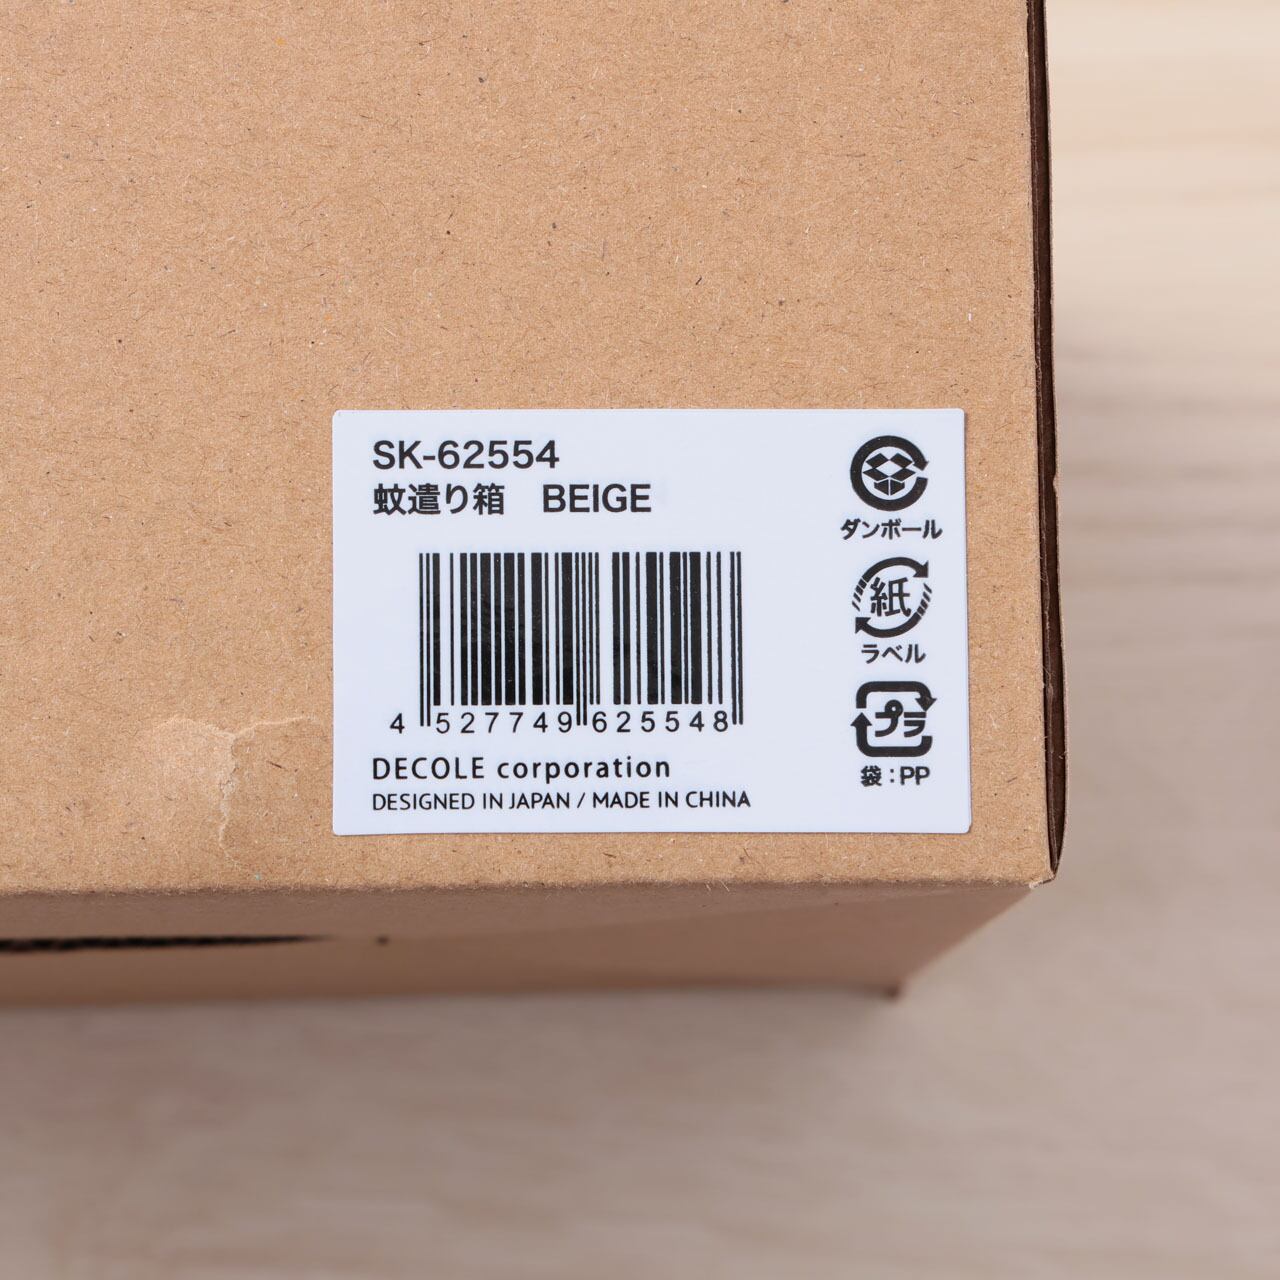 SK-62554
蚊遣り箱　BEIGE
4 527749 625548
DECOLE corporation
DESIGNED IN JAPAN / MADE IN CHINA
ダンボール
紙
ラベル
プラ
袋：PP